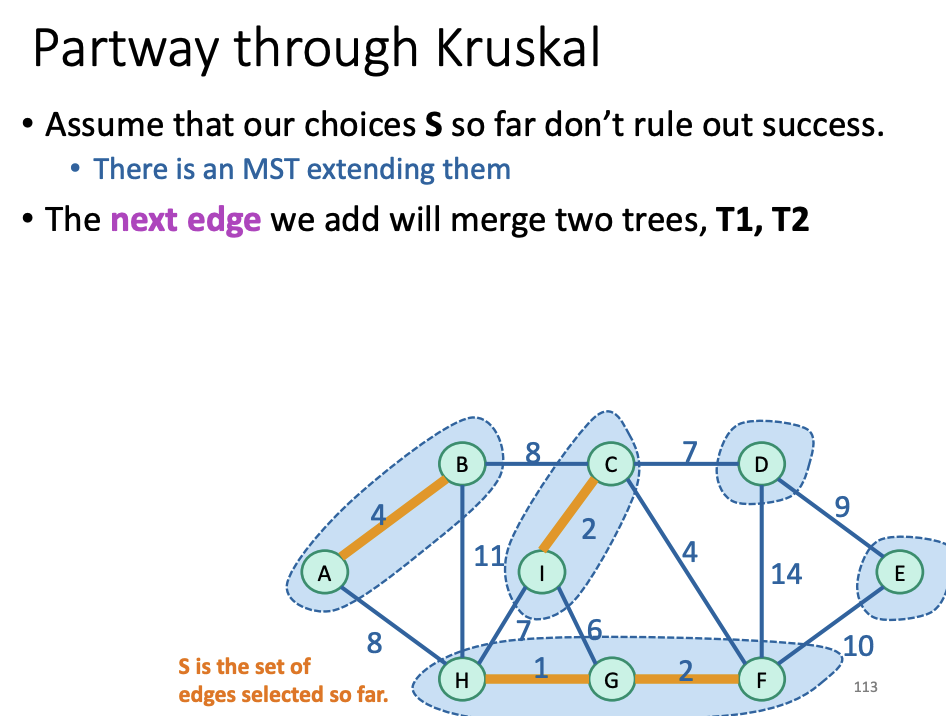 Partway through Kruskal
• Assume that our choices S so far don’t rule out success.
• There is an MST extending them
• The next edge we add will merge two trees, T1, T2
B 8 C 7 D
4
2
9
11
4
14
A I E
8
7 6
10
S is the set of
edges selected so far.
H 1 G 2 F
113